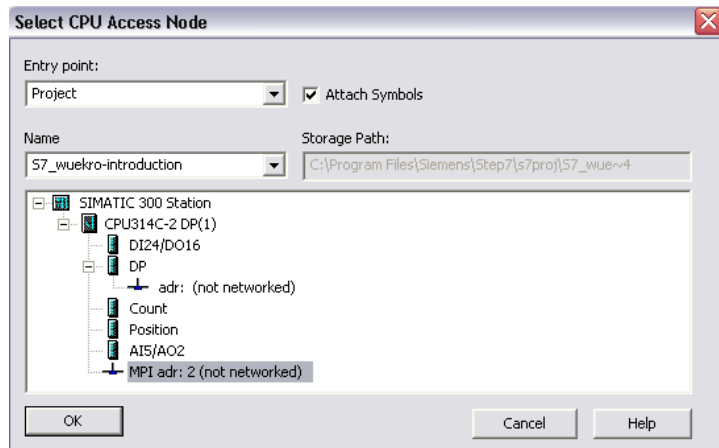 Select CPU Access Node
Entry point:
Project
Attach Symbols
Name
Storage Path:
S7_wuekro-introduction
C:\Program Files\Siemens\Step7\s7proj\S7_wue~4
SIMATIC 300 Station
CPU314C-2 DP(1)
DI24/DO16
DP
adr: (not networked)
Count
Position
AI5/AO2
MPI adr: 2 (not networked)
OK
Cancel
Help